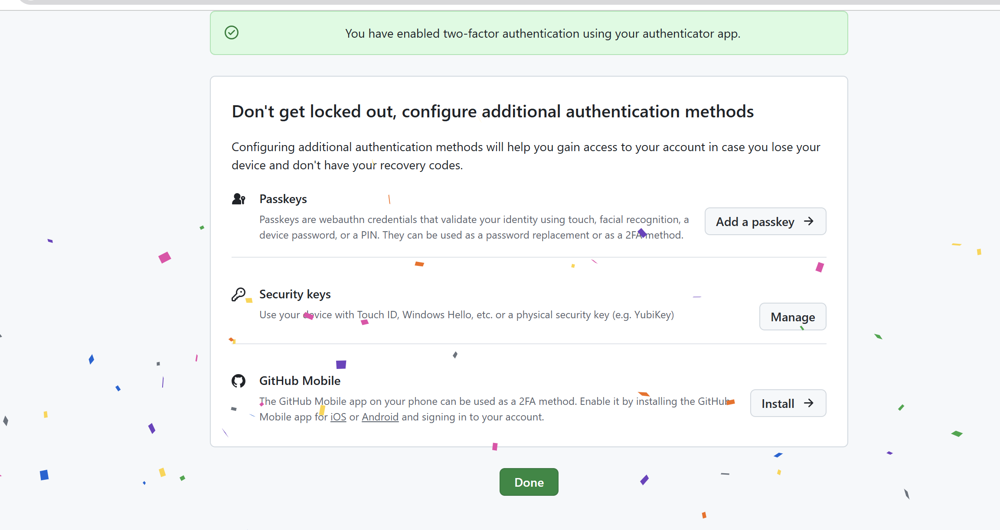 You have enabled two-factor authentication using your authenticator app.
Don't get locked out, configure additional authentication methods
Configuring additional authentication methods will help you gain access to your account in case you lose your
device and don't have your recovery codes.
Passkeys
Passkeys are webauthn credentials that validate your identity using touch, facial recognition, a
device password, or a PIN. They can be used as a password replacement or as a 2FA method.
Add a passkey
Security keys
Use your device with Touch ID, Windows Hello, etc. or a physical security key (e.g. YubiKey)
Manage
GitHub Mobile
The GitHub Mobile app on your phone can be used as a 2FA method. Enable it by installing the GitHub
Mobile app for iOS or Android and signing in to your account.
Install
Done